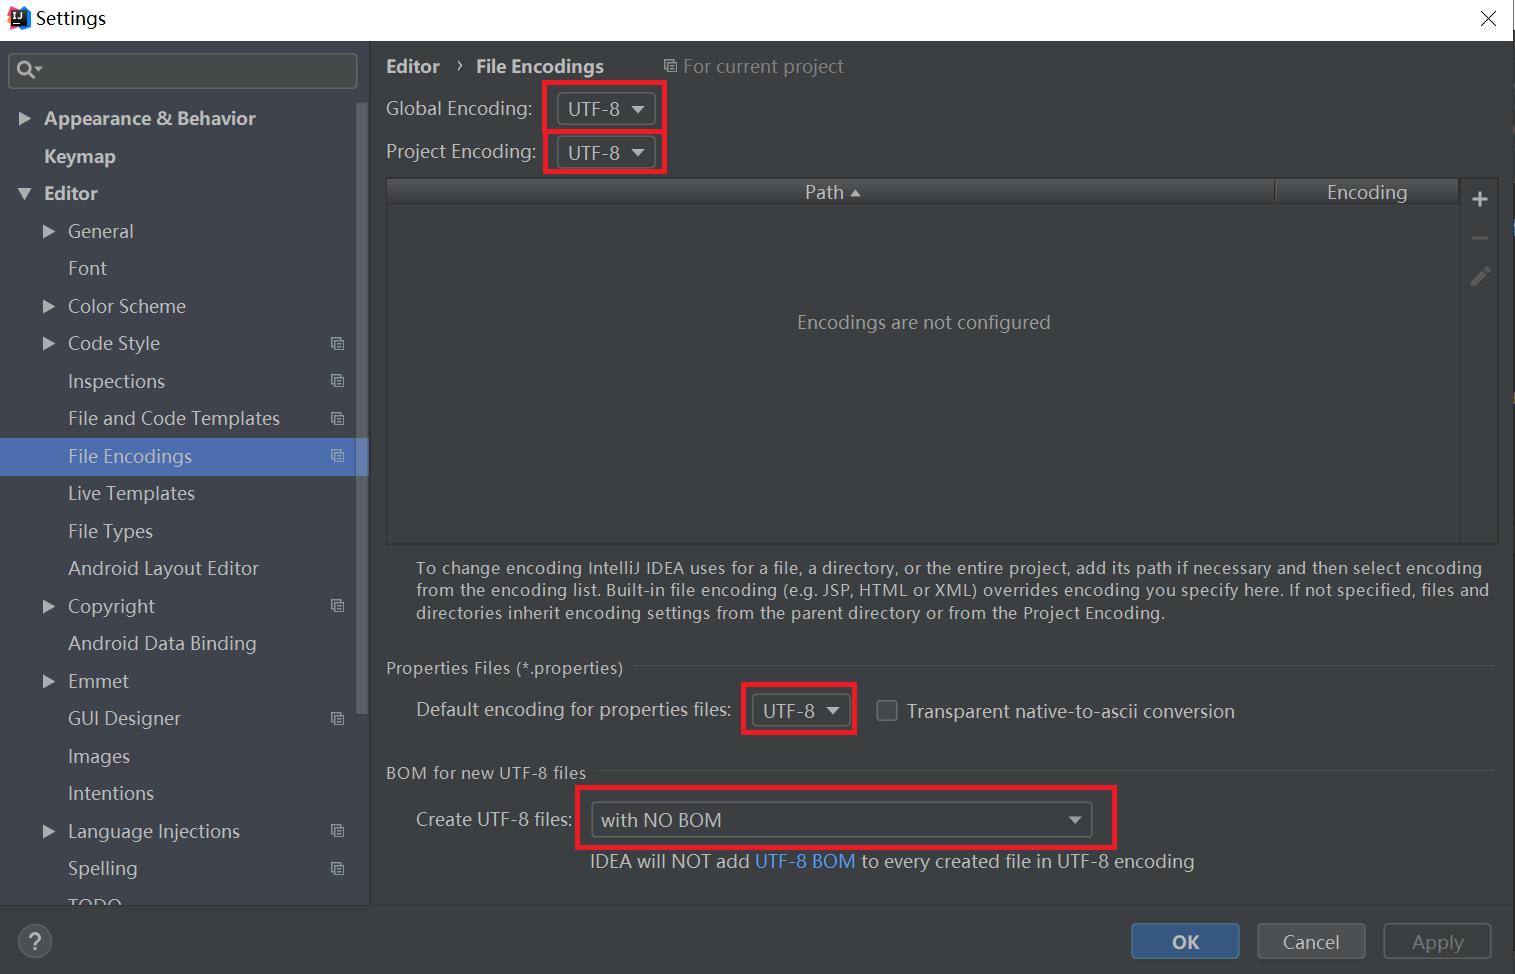 Settings
Appearance & Behavior
Keymap
Editor
General
Font
Color Scheme
Code Style
Inspections
File and Code Templates
File Encodings
Live Templates
File Types
Android Layout Editor
Copyright
Android Data Binding
Emmet
GUI Designer
Images
Intentions
Language Injections
Spelling
TODO
Editor › File Encodings For current project
Global Encoding: UTF-8
Project Encoding: UTF-8
Path Encoding
Encodings are not configured
To change encoding IntelliJ IDEA uses for a file, a directory, or the entire project, add its path if necessary and then select encoding
from the encoding list. Built-in file encoding (e.g. JSP, HTML or XML) overrides encoding you specify here. If not specified, files and
directories inherit encoding settings from the parent directory or from the Project Encoding.
Properties Files (*.properties)
Default encoding for properties files: UTF-8 Transparent native-to-ascii conversion
BOM for new UTF-8 files
Create UTF-8 files: with NO BOM
IDEA will NOT add UTF-8 BOM to every created file in UTF-8 encoding
? OK Cancel Apply